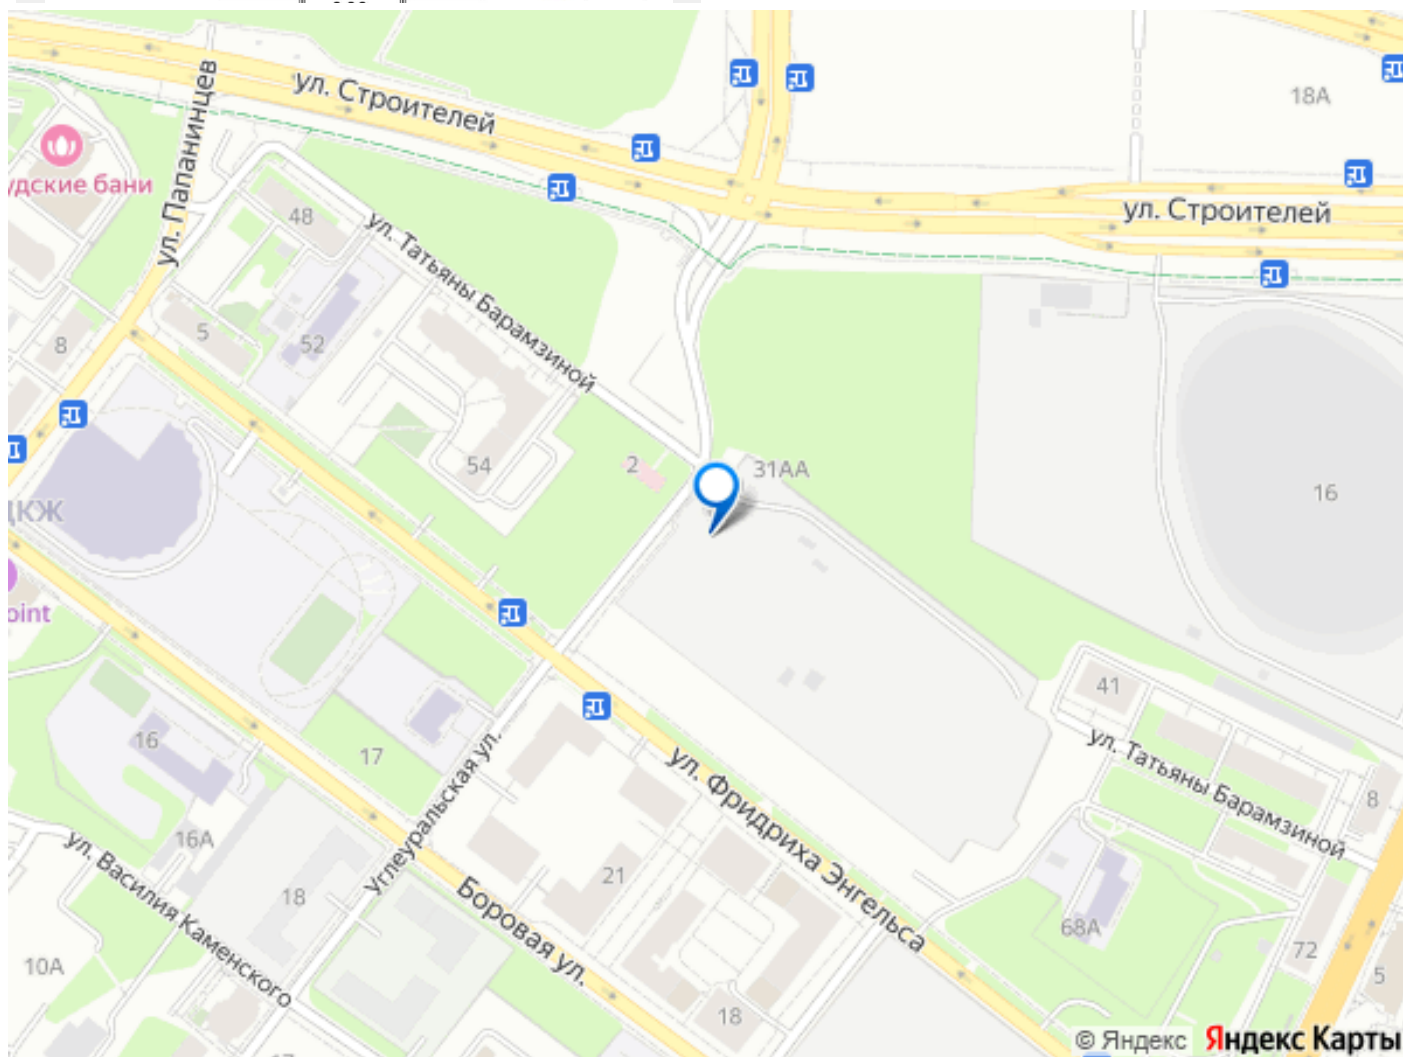 ул. Папанинцев
ул. Строителей
18А
удские бани
48
ул. Татьяны Барамзиной
ул. Строителей
5
52
8
54
2
31АА
16
ЦКЖ
oint
41
16
17
ул. Татьяны Барамзиной
8
Углеуральская ул.
ул. Фридриха Энгельса
16А
ул. Василия Каменского
18
21
Боровая ул.
68А
72
5
10А
18
17
© Яндекс
Яндекс Карты